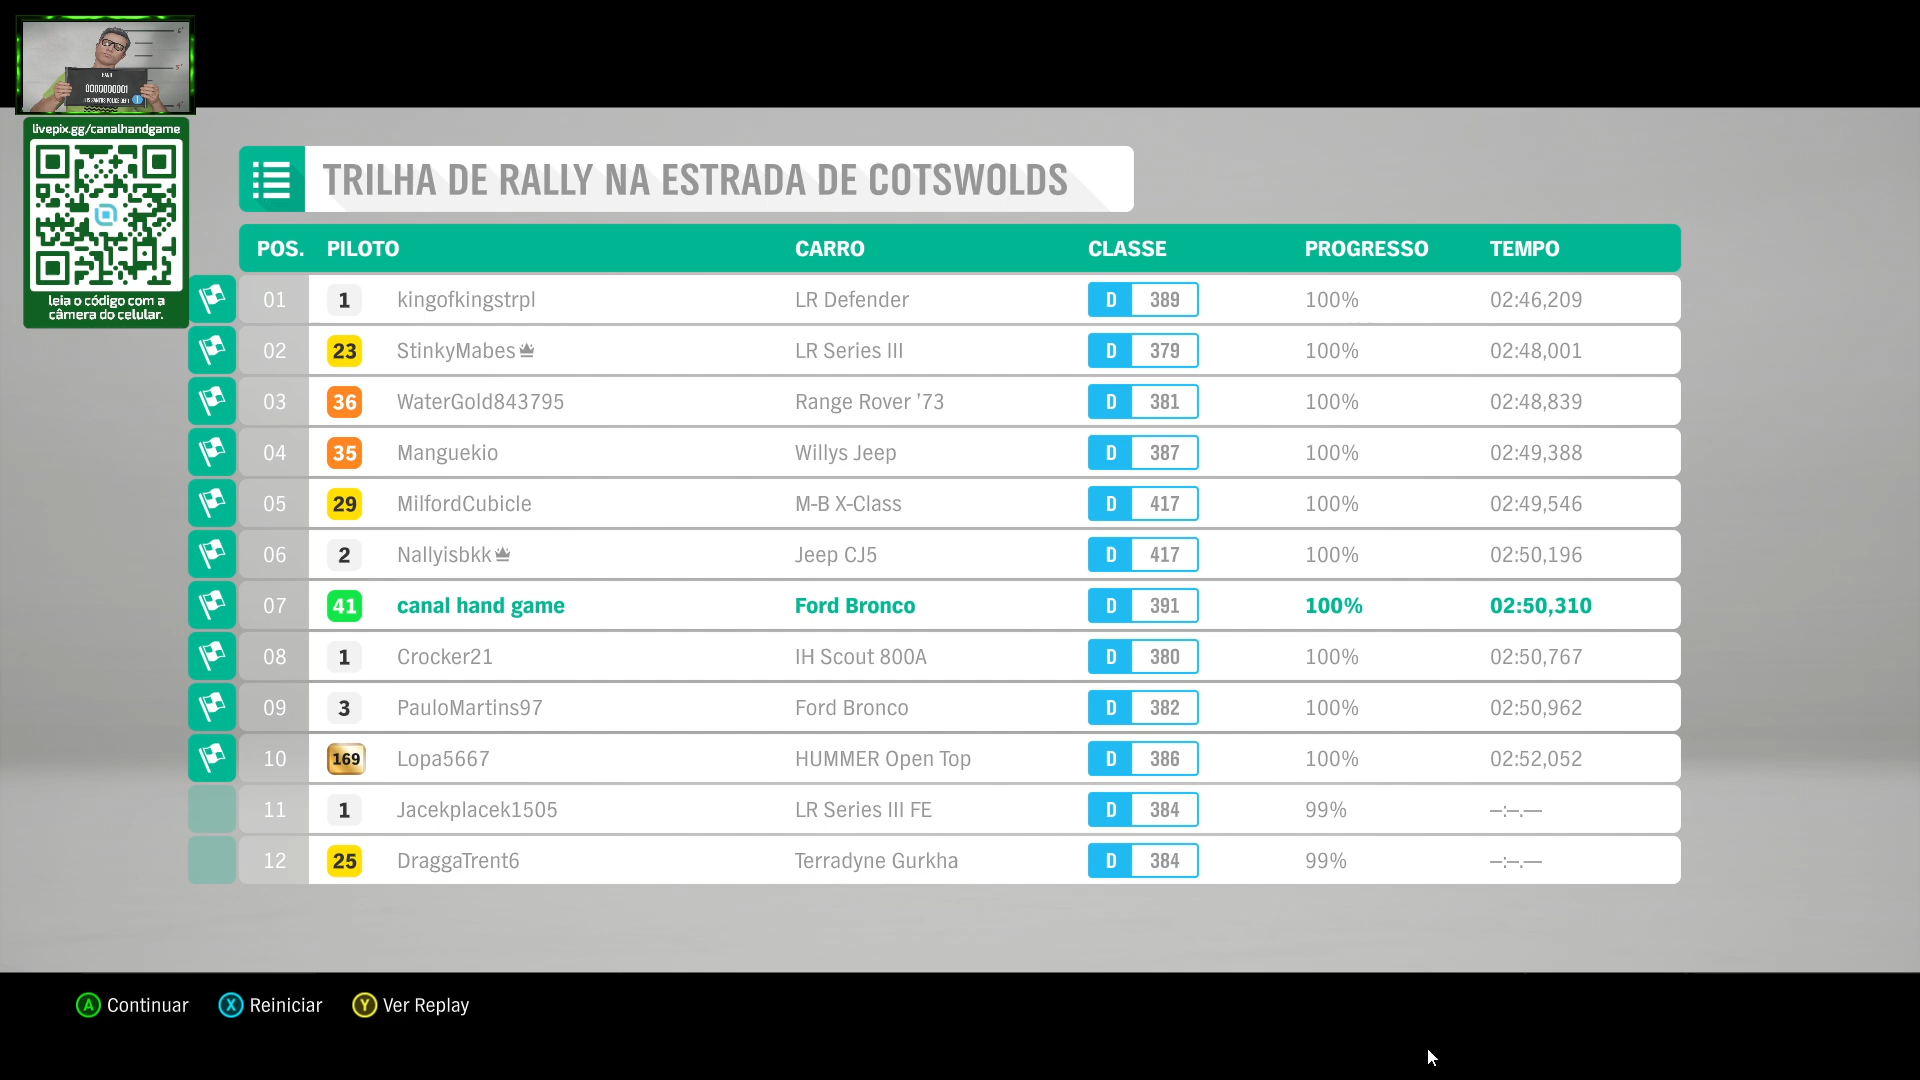 0000000001
livepix.gg/canalhandgame
leia o código com a
câmera do celular.
TRILHA DE RALLY NA ESTRADA DE COTSWOLDS
POS. PILOTO CARRO CLASSE PROGRESSO TEMPO
01 1 kingofkingstrpl LR Defender D 389 100% 02:46,209
02 23 StinkyMabes LR Series III D 379 100% 02:48,001
03 36 WaterGold843795 Range Rover ’73 D 381 100% 02:48,839
04 35 Manguekio Willys Jeep D 387 100% 02:49,388
05 29 MilfordCubicle M-B X-Class D 417 100% 02:49,546
06 2 Nallyisbkk Jeep CJ5 D 417 100% 02:50,196
07 41 canal hand game Ford Bronco D 391 100% 02:50,310
08 1 Crocker21 IH Scout 800A D 380 100% 02:50,767
09 3 PauloMartins97 Ford Bronco D 382 100% 02:50,962
10 169 Lopa5667 HUMMER Open Top D 386 100% 02:52,052
11 1 Jacekplacek1505 LR Series III FE D 384 99% –:–.–
12 25 DraggaTrent6 Terradyne Gurkha D 384 99% –:–.–
A Continuar X Reiniciar Y Ver Replay